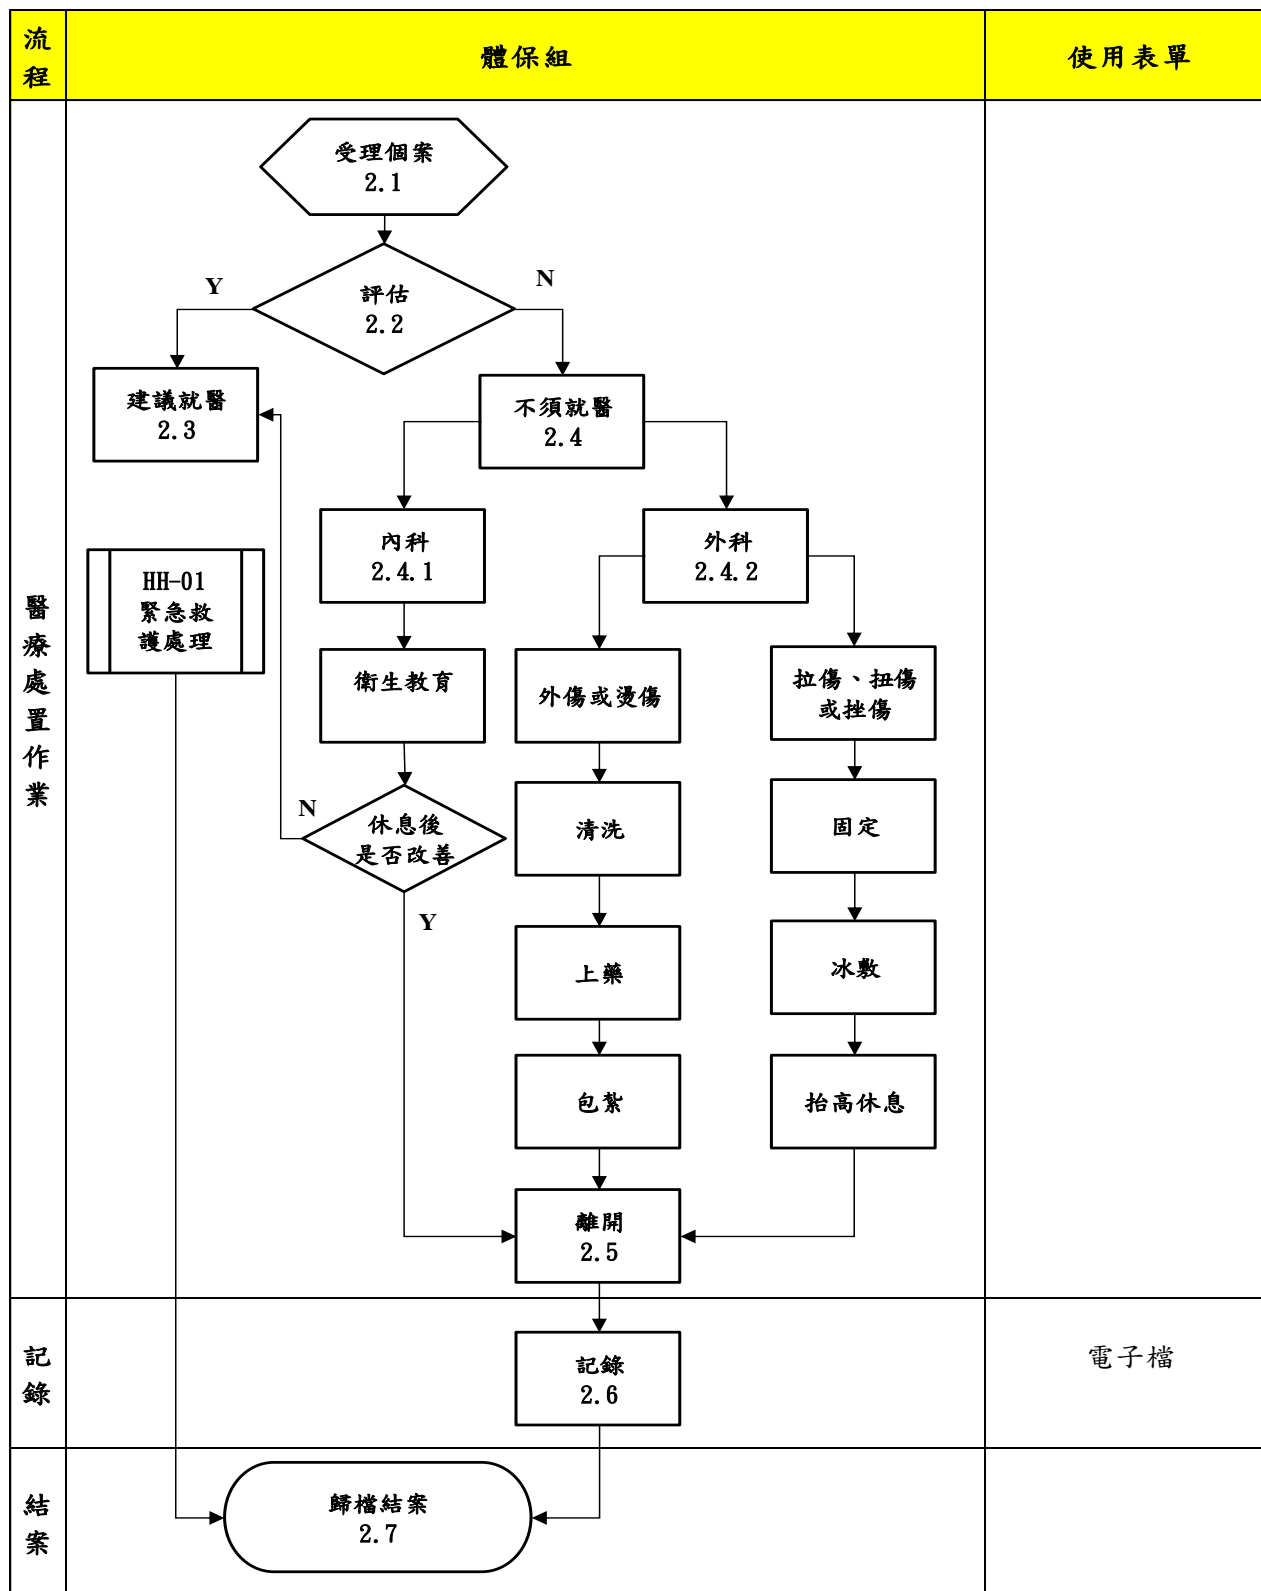 流程
體保組
使用表單
醫療處置作業
受理個案
2.1
評估
2.2
Y
N
建議就醫
2.3
不須就醫
2.4
內科
2.4.1
外科
2.4.2
HH-01
緊急救
護處理
衛生教育
外傷或燙傷
拉傷、扭傷
或挫傷
休息後
是否改善
N
Y
清洗
固定
上藥
冰敷
包紮
抬高休息
離開
2.5
記錄
記錄
2.6
電子檔
結案
歸檔結案
2.7